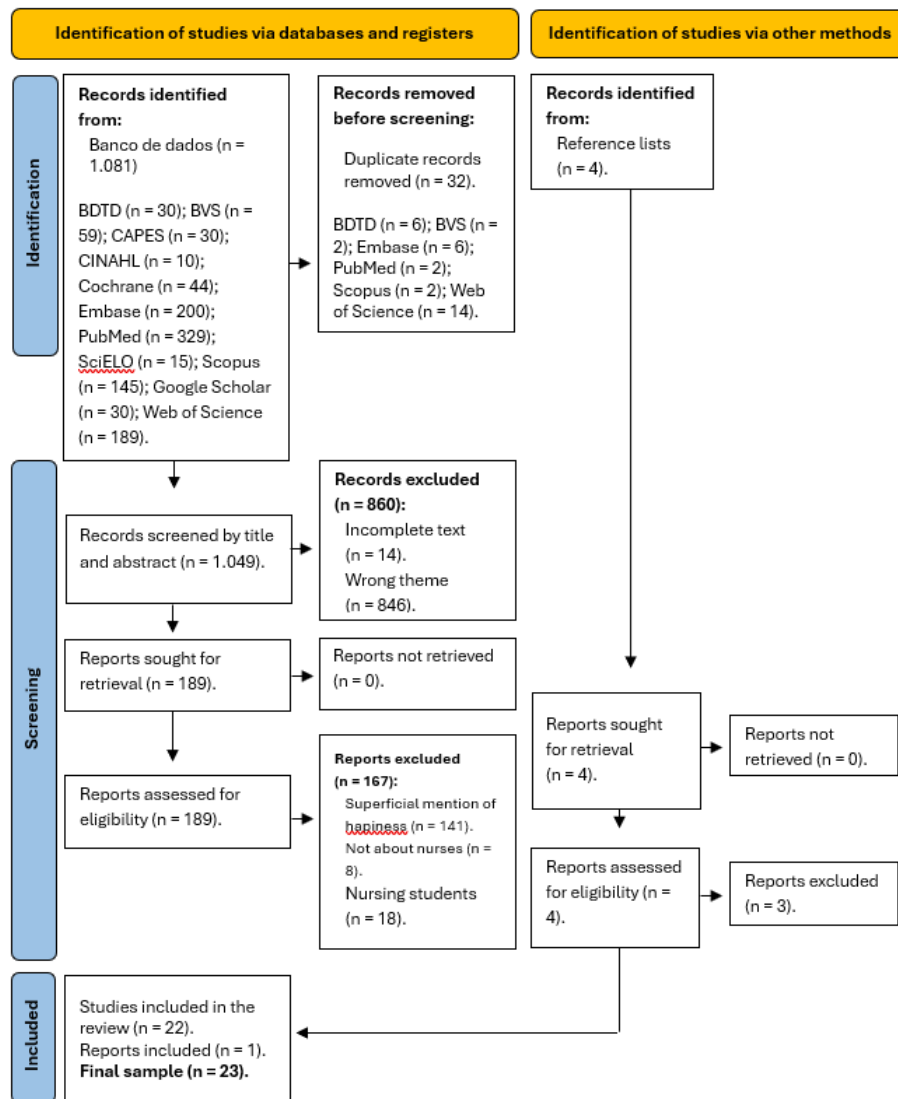 Identification of studies via databases and registers
Identification of studies via other methods
Identification
Records identified
from:
Banco de dados (n =
1.081)
BDTD (n = 30); BVS (n =
59); CAPES (n = 30);
CINAHL (n = 10);
Cochrane (n = 44);
Embase (n = 200);
PubMed (n = 329);
SciELO (n = 15); Scopus
(n = 145); Google Scholar
(n = 30); Web of Science
(n = 189).
Records removed
before screening:
Duplicate records
removed (n = 32).
BDTD (n = 6); BVS (n =
2); Embase (n = 6);
PubMed (n = 2);
Scopus (n = 2); Web
of Science (n = 14).
Records identified
from:
Reference lists
(n = 4).
Screening
Records screened by title
and abstract (n = 1.049).
Records excluded
(n = 860):
Incomplete text
(n = 14).
Wrong theme
(n = 846).
Reports sought for
retrieval (n = 189).
Reports not retrieved
(n = 0).
Reports sought
for retrieval
(n = 4).
Reports not
retrieved (n = 0).
Reports assessed for
eligibility (n = 189).
Reports excluded
(n = 167):
Superficial mention of
hapiness (n = 141).
Not about nurses (n =
8).
Nursing students
(n = 18).
Reports assessed
for eligibility (n =
4).
Reports excluded
(n = 3).
Included
Studies included in the
review (n = 22).
Reports included (n = 1).
Final sample (n = 23).